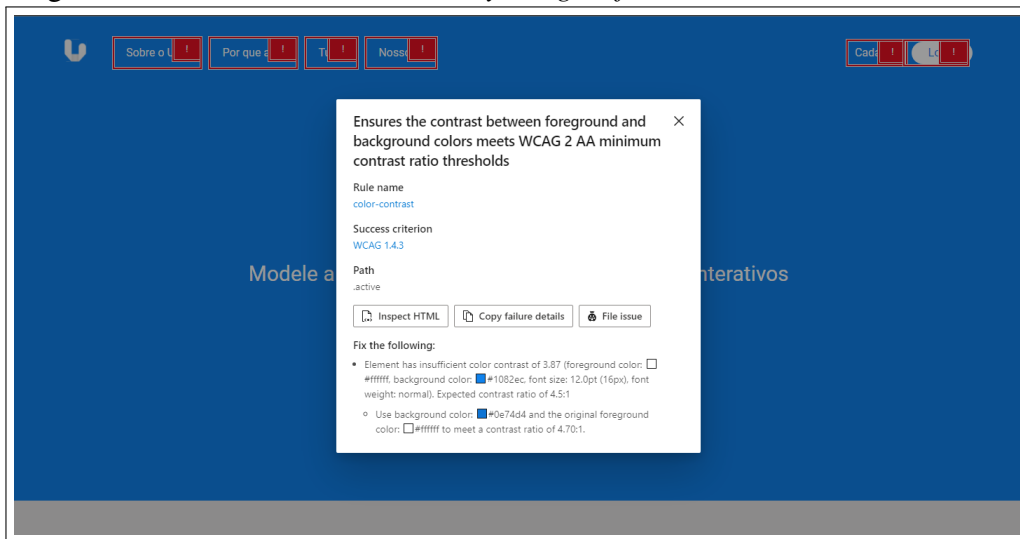 Sobre o
!
Por que a
!
!
Nosso
!
Cada
!
!
Ensures the contrast between foreground and
background colors meets WCAG 2 AA minimum
contrast ratio thresholds
Rule name
color-contrast
Success criterion
WCAG 1.4.3
Path
.active
Inspect HTML
Copy failure details
File issue
Fix the following:
Element has insufficient color contrast of 3.87 (foreground color:
#ffffff, background color: #1082ec, font size: 12.0pt (16px), font
weight: normal). Expected contrast ratio of 4.5:1
Use background color: #0e74d4 and the original foreground
color: #ffffff to meet a contrast ratio of 4.70:1.
Modele a
nterativos